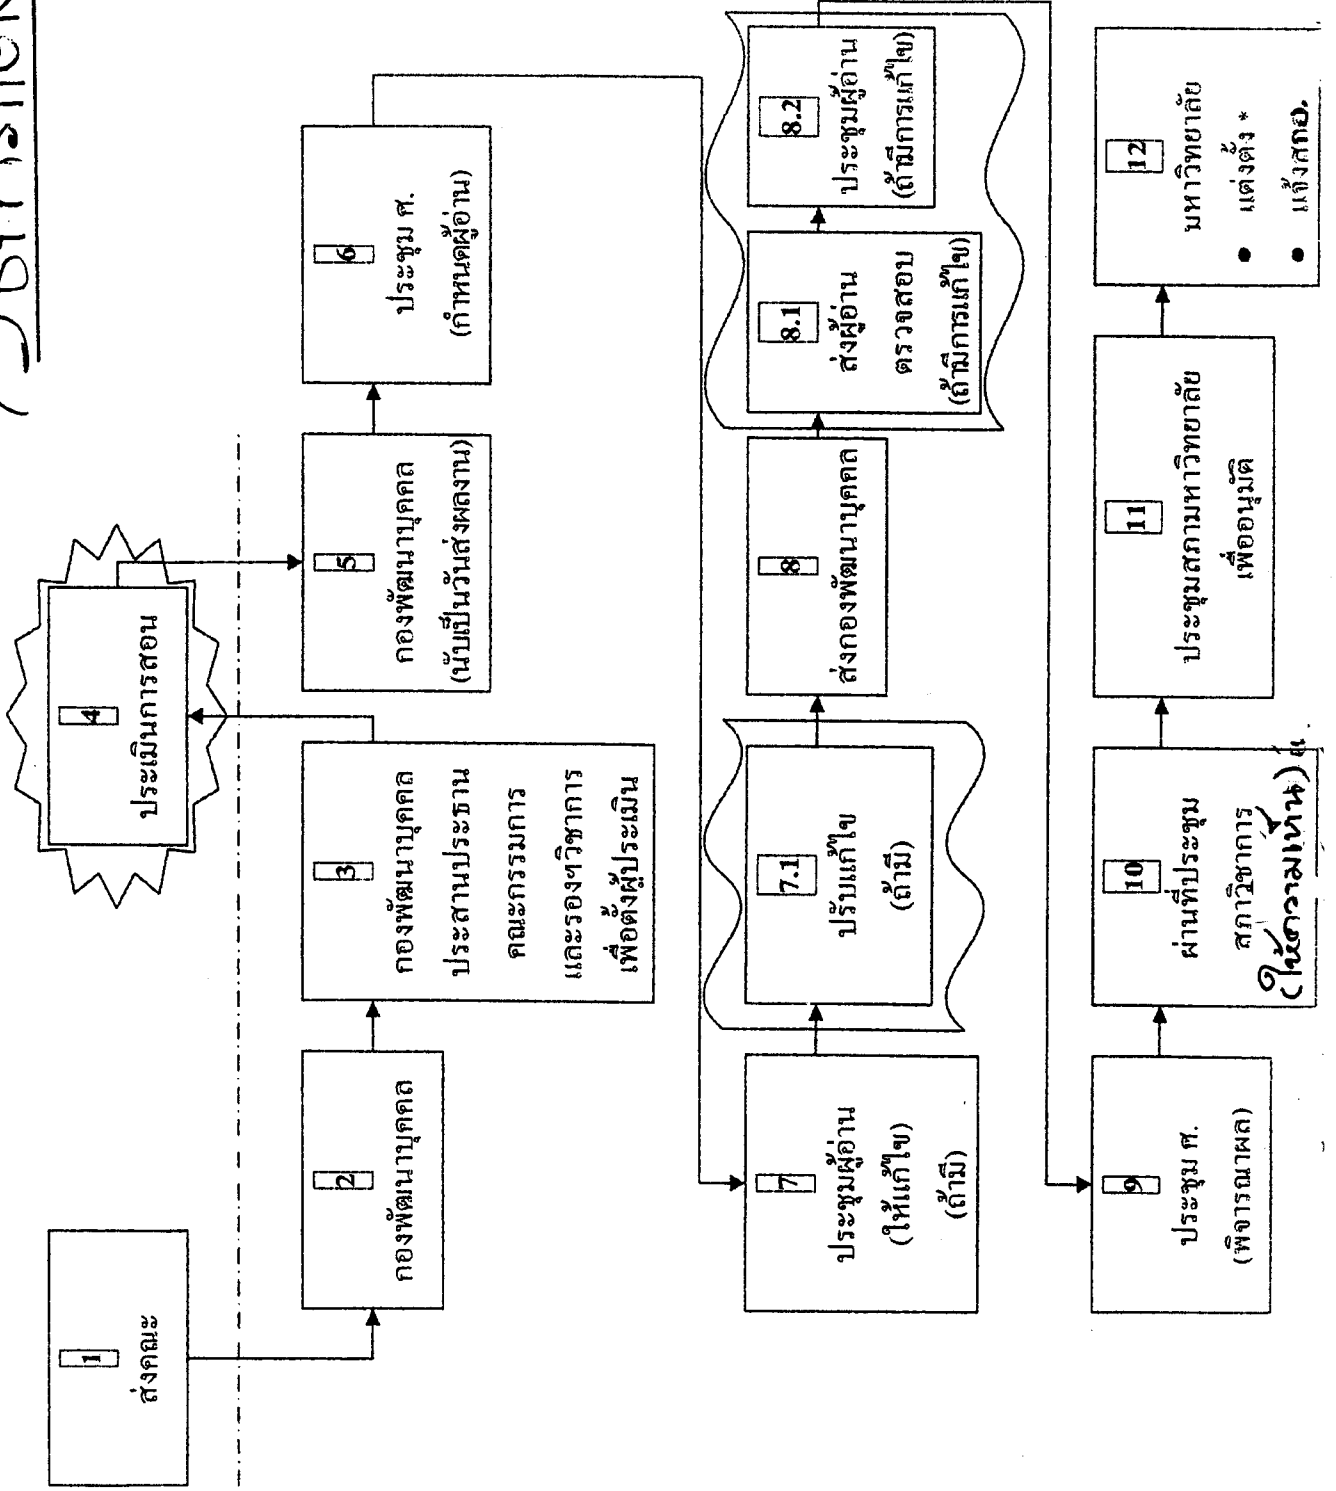 1
ส่งคณะ
2
กองพัฒนาบุคคล
3
กองพัฒนาบุคคล
ประสานประธาน
คณะกรรมการ
และรองฯวิชาการ
เพื่อตั้งผู้ประเมิน
4
ประเมินการสอน
5
กองพัฒนาบุคคล
(นับเป็นวันส่งผลงาน)
6
ประชุม ศ.
(กำหนดผู้อ่าน)
7
ประชุมผู้อ่าน
(ให้แก้ไข)
(ถ้ามี)
7.1
ปรับแก้ไข
(ถ้ามี)
8
ส่งกองพัฒนาบุคคล
8.1
ส่งผู้อ่าน
ตรวจสอบ
(ถ้ามีการแก้ไข)
8.2
ประชุมผู้อ่าน
(ถ้ามีการแก้ไข)
9
ประชุม ศ.
(พิจารณาผล)
10
ผ่านที่ประชุม
สภาวิชาการ
(ให้ความเห็น)
11
ประชุมสภามหาวิทยาลัย
เพื่ออนุมัติ
12
มหาวิทยาลัย
● แต่งตั้ง *
● แจ้งสกอ.